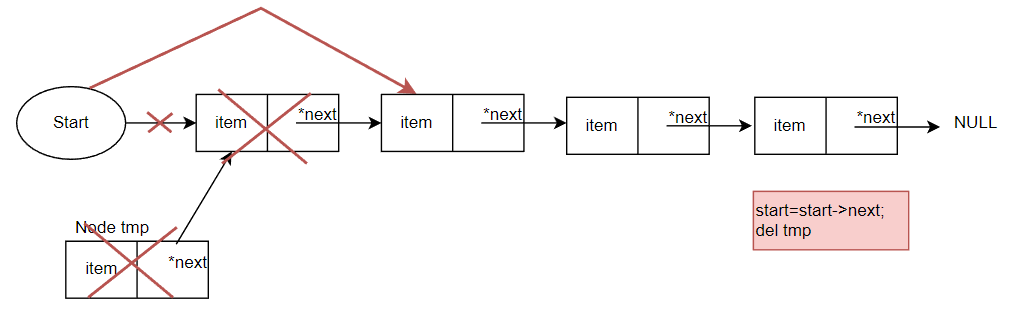 Start
item
*next
item
*next
item
*next
item
*next
NULL
Node tmp
item
*next
start=start->next;
del tmp